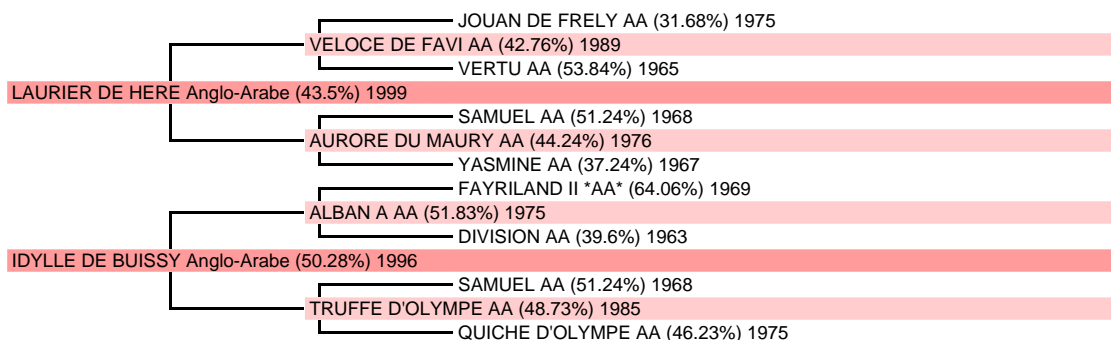 JOUAN DE FRELY AA (31.68%) 1975
VELOCE DE FAVI AA (42.76%) 1989
VERTU AA (53.84%) 1965
LAURIER DE HERE Anglo-Arabe (43.5%) 1999
SAMUEL AA (51.24%) 1968
AURORE DU MAURY AA (44.24%) 1976
YASMINE AA (37.24%) 1967
FAYRILAND II *AA* (64.06%) 1969
ALBAN A AA (51.83%) 1975
DIVISION AA (39.6%) 1963
IDYLLE DE BUISSY Anglo-Arabe (50.28%) 1996
SAMUEL AA (51.24%) 1968
TRUFFE D'OLYMPE AA (48.73%) 1985
QUICHE D'OLYMPE AA (46.23%) 1975